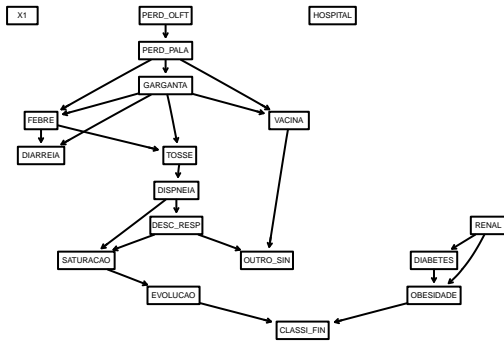 X1
PERD_OLFT
HOSPITAL
PERD_PALA
GARGANTA
FEBRE
VACINA
DIARREIA
TOSSE
DISPNEIA
DESC_RESP
RENAL
SATURACAO
OUTRO_SIN
DIABETES
EVOLUCAO
OBESIDADE
CLASSI_FIN